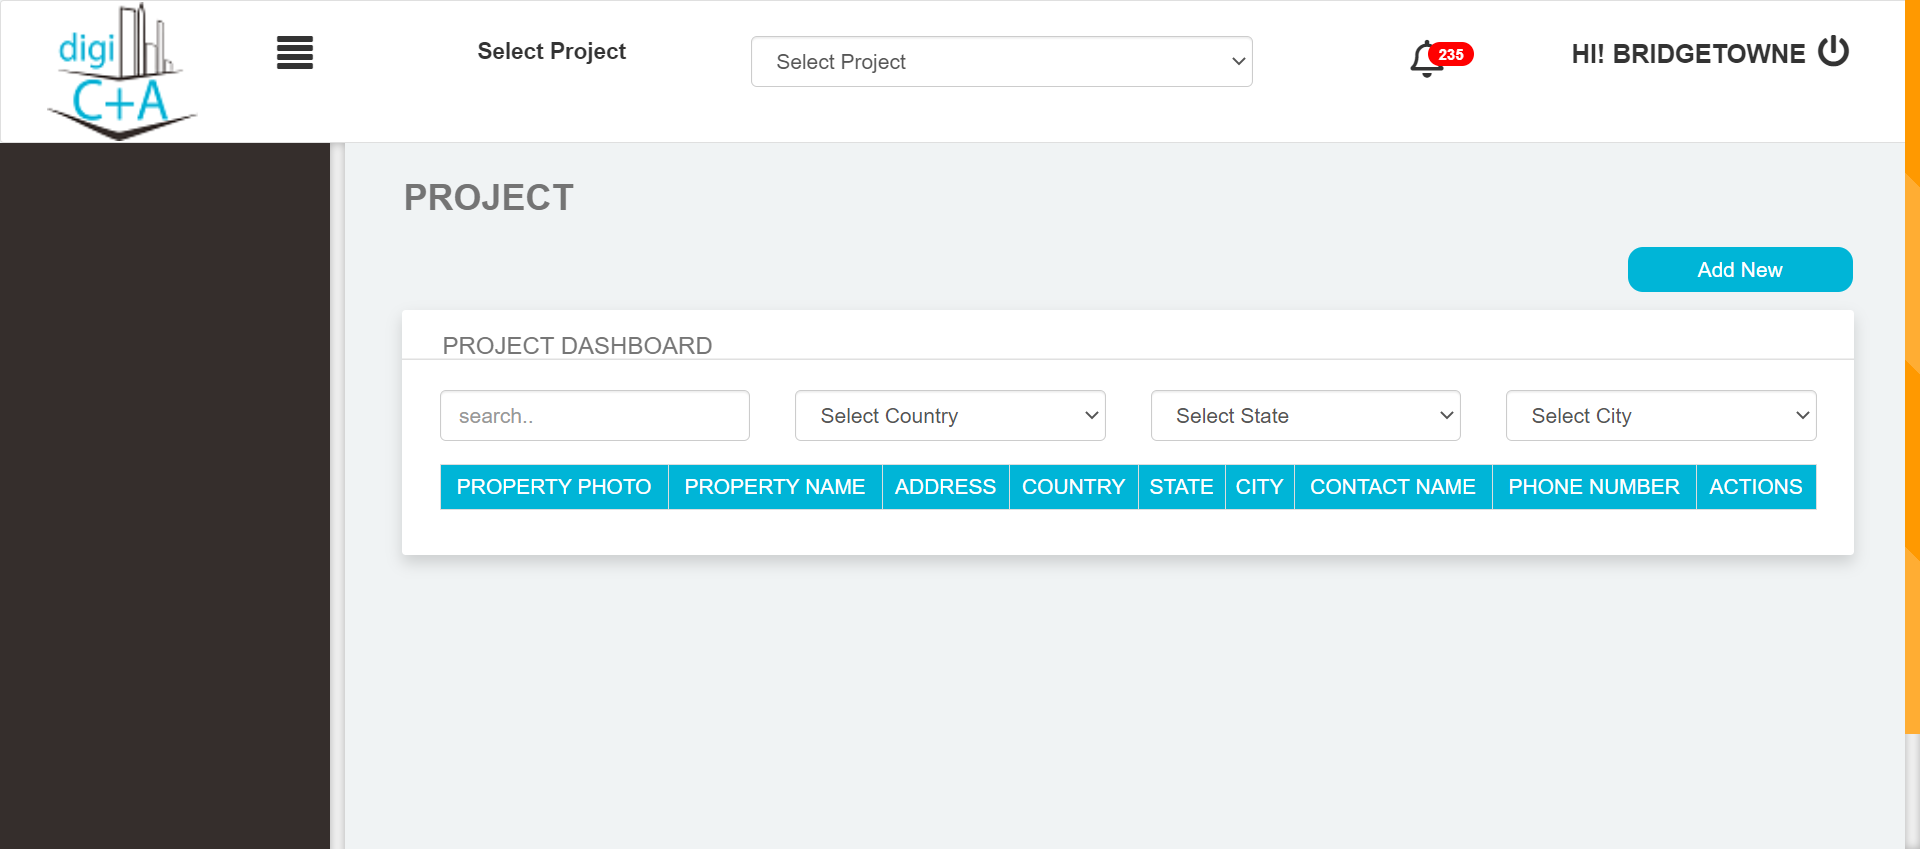 digi
C+A
Select Project
Select Project
235
HI! BRIDGETOWNE
PROJECT
Add New
PROJECT DASHBOARD
search..
Select Country
Select State
Select City
PROPERTY PHOTO PROPERTY NAME ADDRESS COUNTRY STATE CITY CONTACT NAME PHONE NUMBER ACTIONS